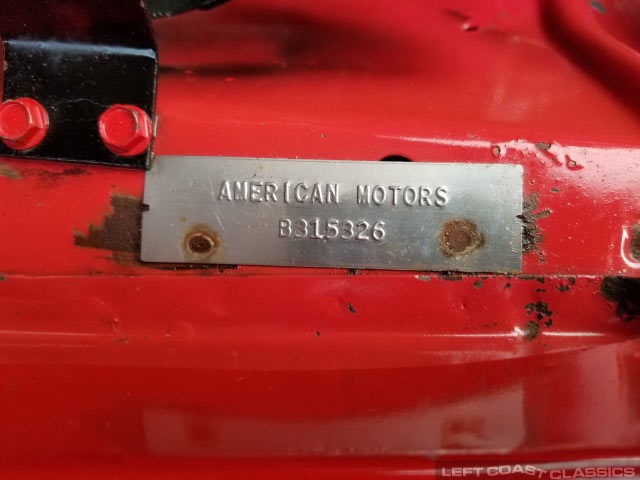 AMERICAN MOTORS
B315326
LEFT COAST CLASSICS